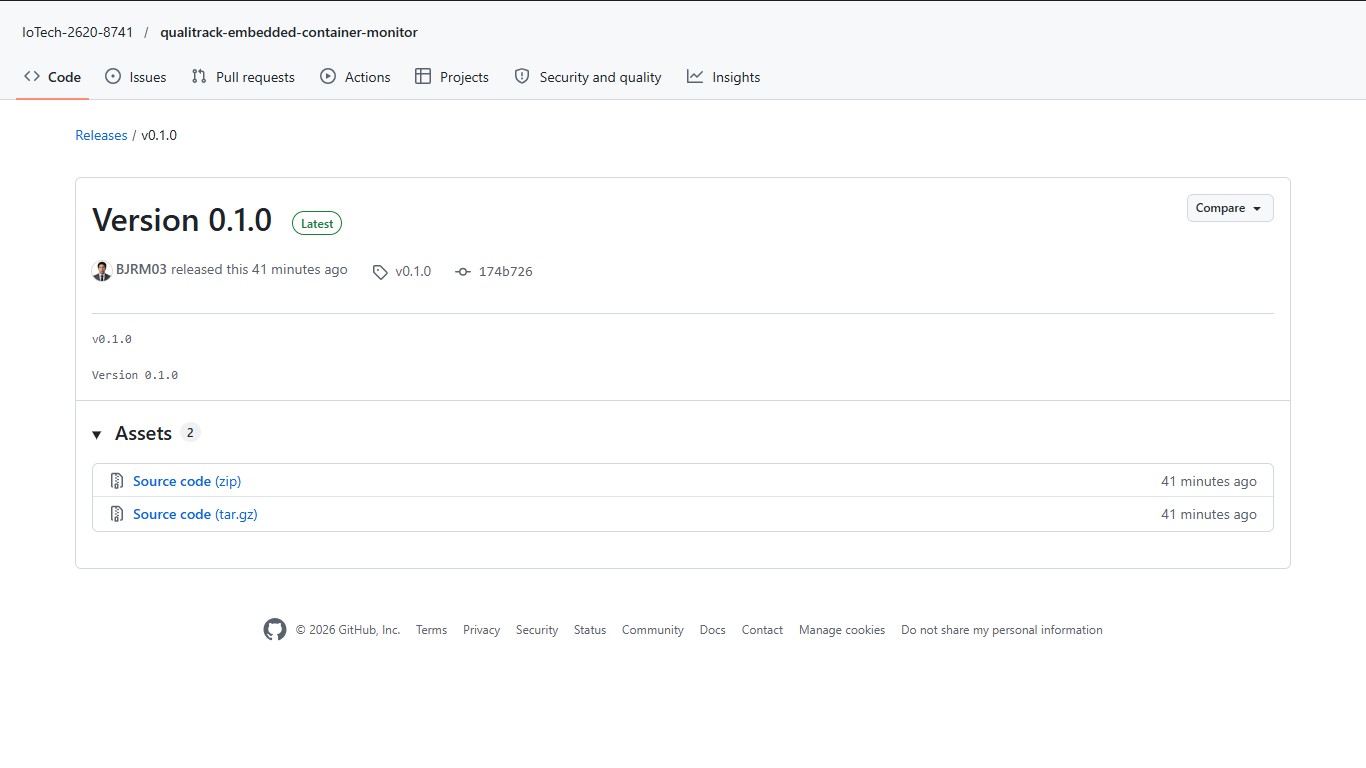 IoTech-2620-8741 / qualitrack-embedded-container-monitor
Code Issues Pull requests Actions Projects Security and quality Insights
Releases / v0.1.0
Version 0.1.0 Latest
Compare
BJRM03 released this 41 minutes ago v0.1.0 174b726
v0.1.0
Version 0.1.0
Assets 2
Source code (zip) 41 minutes ago
Source code (tar.gz) 41 minutes ago
© 2026 GitHub, Inc. Terms Privacy Security Status Community Docs Contact Manage cookies Do not share my personal information